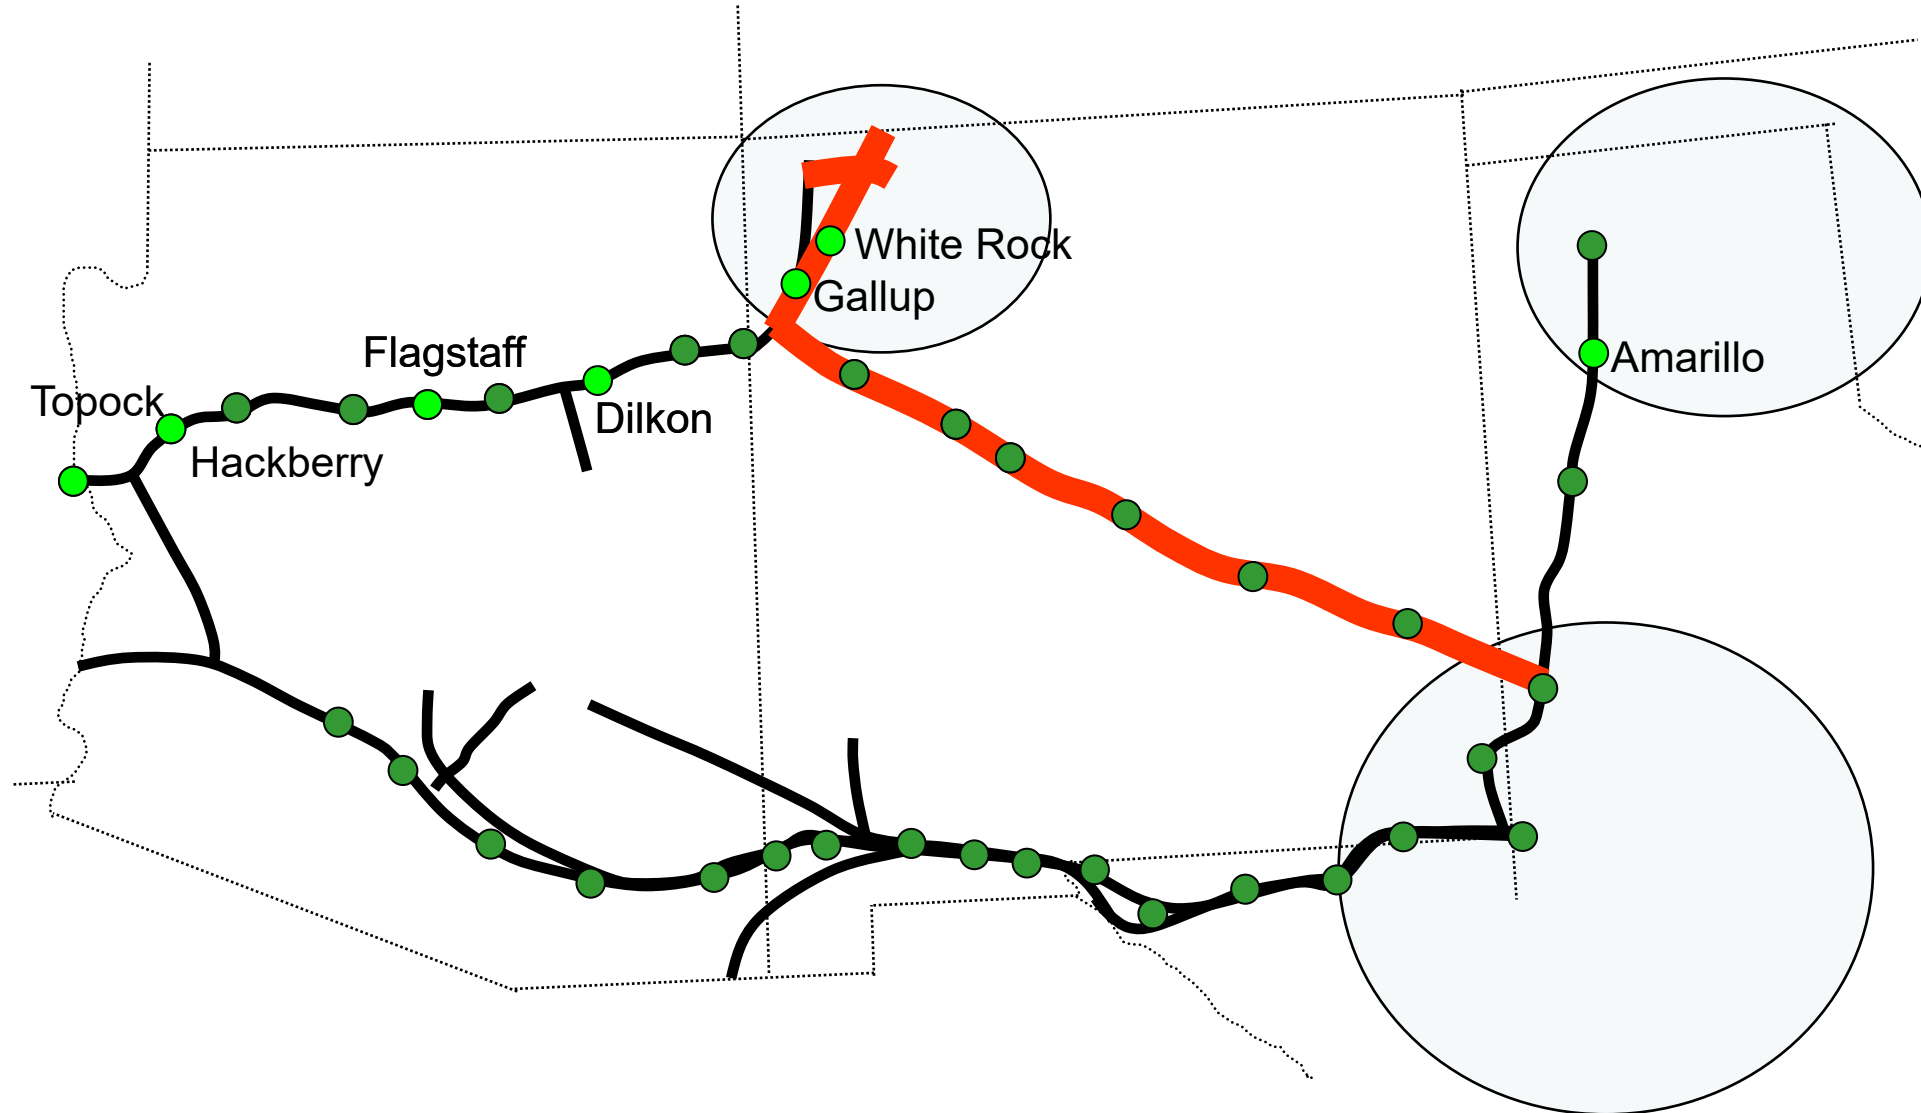 White Rock
Gallup
Flagstaff
Amarillo
Topock
Dilkon
Hackberry